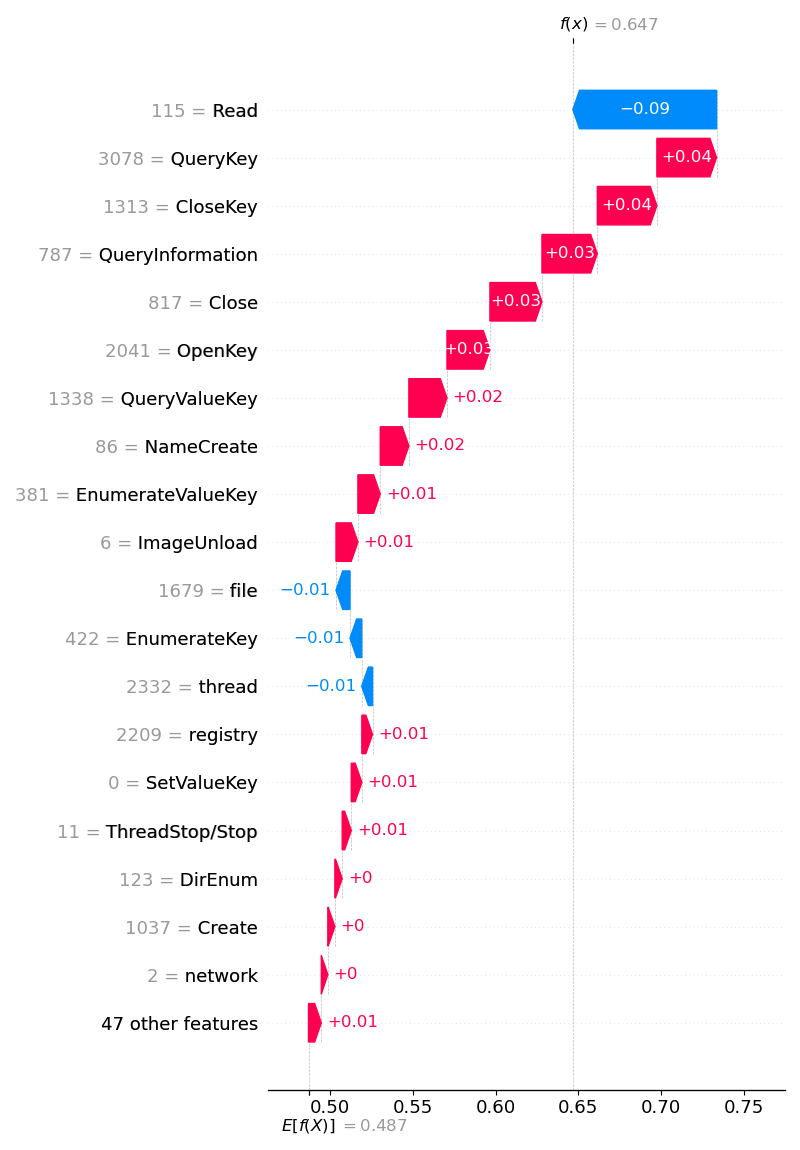 f(x) = 0.647
115 = Read −0.09
3078 = QueryKey +0.04
1313 = CloseKey +0.04
787 = QueryInformation +0.03
817 = Close +0.03
2041 = OpenKey +0.03
1338 = QueryValueKey +0.02
86 = NameCreate +0.02
381 = EnumerateValueKey +0.01
6 = ImageUnload +0.01
1679 = file −0.01
422 = EnumerateKey −0.01
2332 = thread −0.01
2209 = registry +0.01
0 = SetValueKey +0.01
11 = ThreadStop/Stop +0.01
123 = DirEnum +0
1037 = Create +0
2 = network +0
47 other features +0.01
0.50 0.55 0.60 0.65 0.70 0.75
E[f(X)] = 0.487